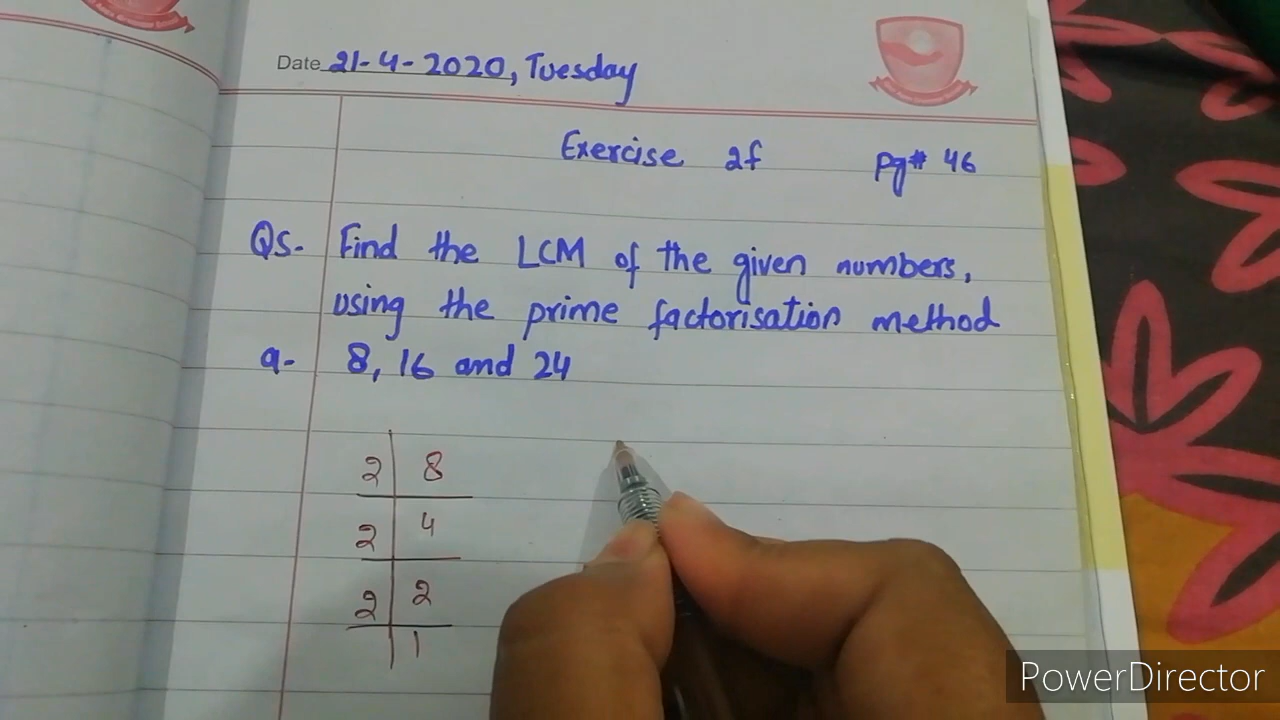 Date 21-4-2020, Tuesday
Exercise 2f pg# 46
Q5. Find the LCM of the given numbers,
using the prime factorisation method
a- 8, 16 and 24
2 8
2 4
2 2
1
PowerDirector